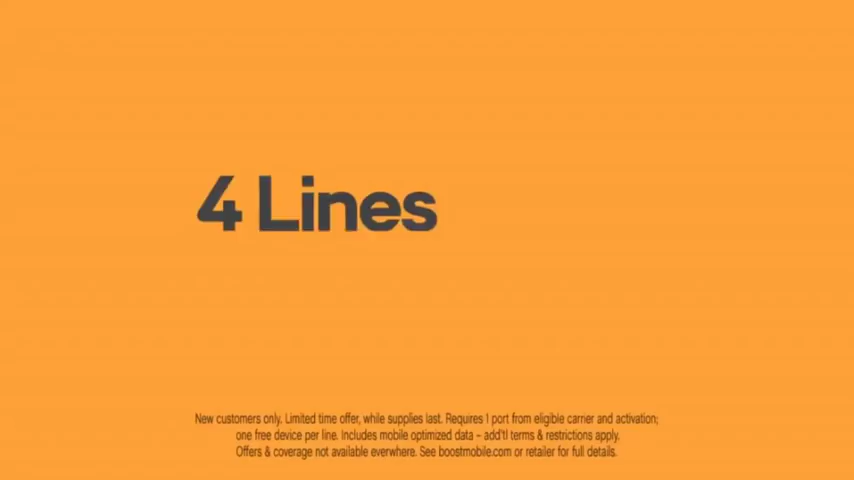 4 Lines
New customers only. Limited time offer, while supplies last. Requires 1 port from eligible carrier and activation;
one free device per line. Includes mobile optimized data – add'tl terms & restrictions apply.
Offers & coverage not available everwhere. See boostmobile.com or retailer for full details.